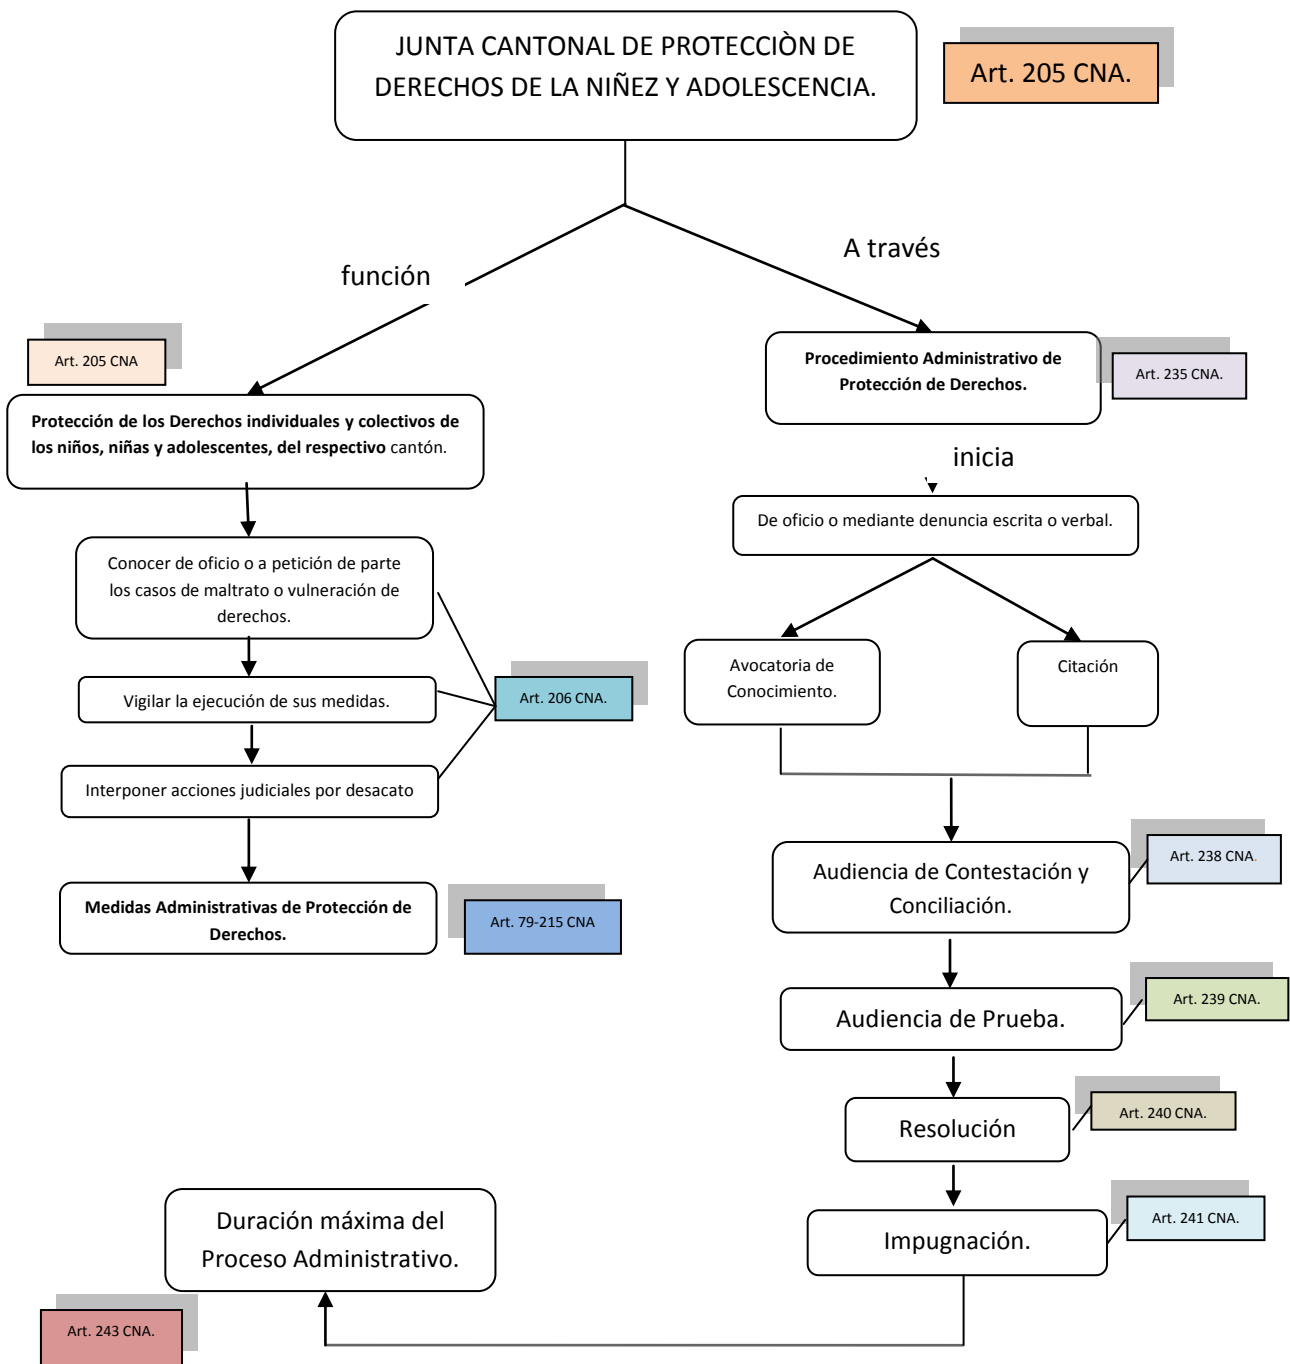 JUNTA CANTONAL DE PROTECCIÒN DE
DERECHOS DE LA NIÑEZ Y ADOLESCENCIA.
Art. 205 CNA.
función
A través
Art. 205 CNA
Protección de los Derechos individuales y colectivos de
los niños, niñas y adolescentes, del respectivo cantón.
Procedimiento Administrativo de
Protección de Derechos.
Art. 235 CNA.
inicia
De oficio o mediante denuncia escrita o verbal.
Conocer de oficio o a petición de parte
los casos de maltrato o vulneración de
derechos.
Vigilar la ejecución de sus medidas.
Art. 206 CNA.
Interponer acciones judiciales por desacato
Medidas Administrativas de Protección de
Derechos.
Art. 79-215 CNA
Avocatoria de
Conocimiento.
Citación
Audiencia de Contestación y
Conciliación.
Art. 238 CNA.
Audiencia de Prueba.
Art. 239 CNA.
Resolución
Art. 240 CNA.
Impugnación.
Art. 241 CNA.
Duración máxima del
Proceso Administrativo.
Art. 243 CNA.